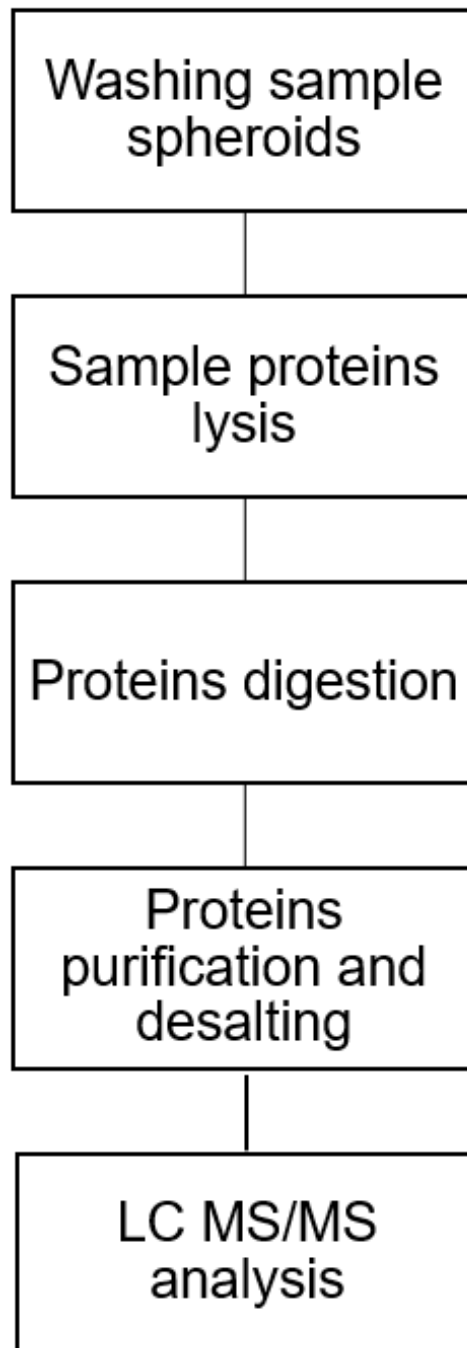 Washing sample
spheroids
Sample proteins
lysis
Proteins digestion
Proteins
purification and
desalting
LC MS/MS
analysis